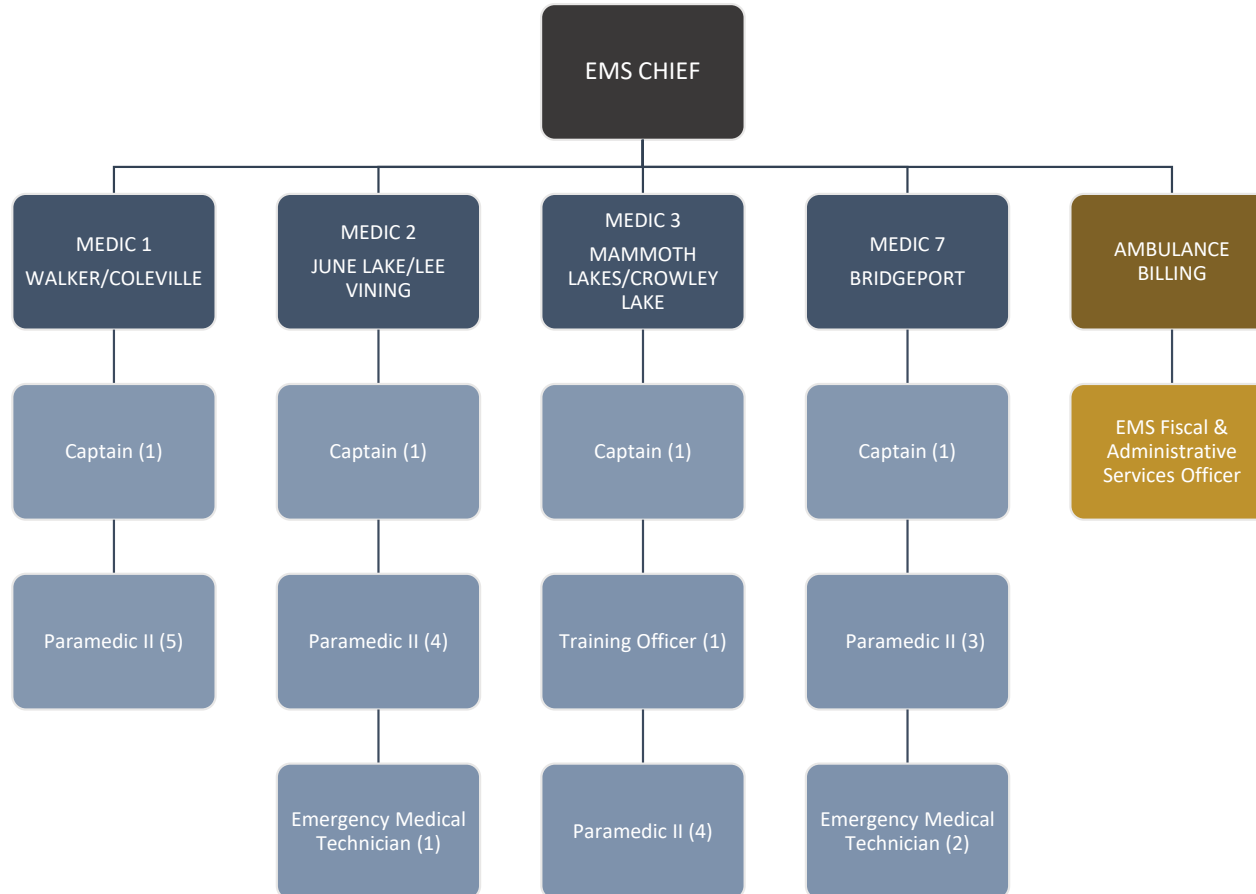 EMS CHIEF
MEDIC 1
WALKER/COLEVILLE
MEDIC 2
JUNE LAKE/LEE
VINING
MEDIC 3
MAMMOTH
LAKES/CROWLEY
LAKE
MEDIC 7
BRIDGEPORT
AMBULANCE
BILLING
Captain (1)
Captain (1)
Captain (1)
Captain (1)
EMS Fiscal &
Administrative
Services Officer
Paramedic II (5)
Paramedic II (4)
Training Officer (1)
Paramedic II (3)
Emergency Medical
Technician (1)
Paramedic II (4)
Emergency Medical
Technician (2)